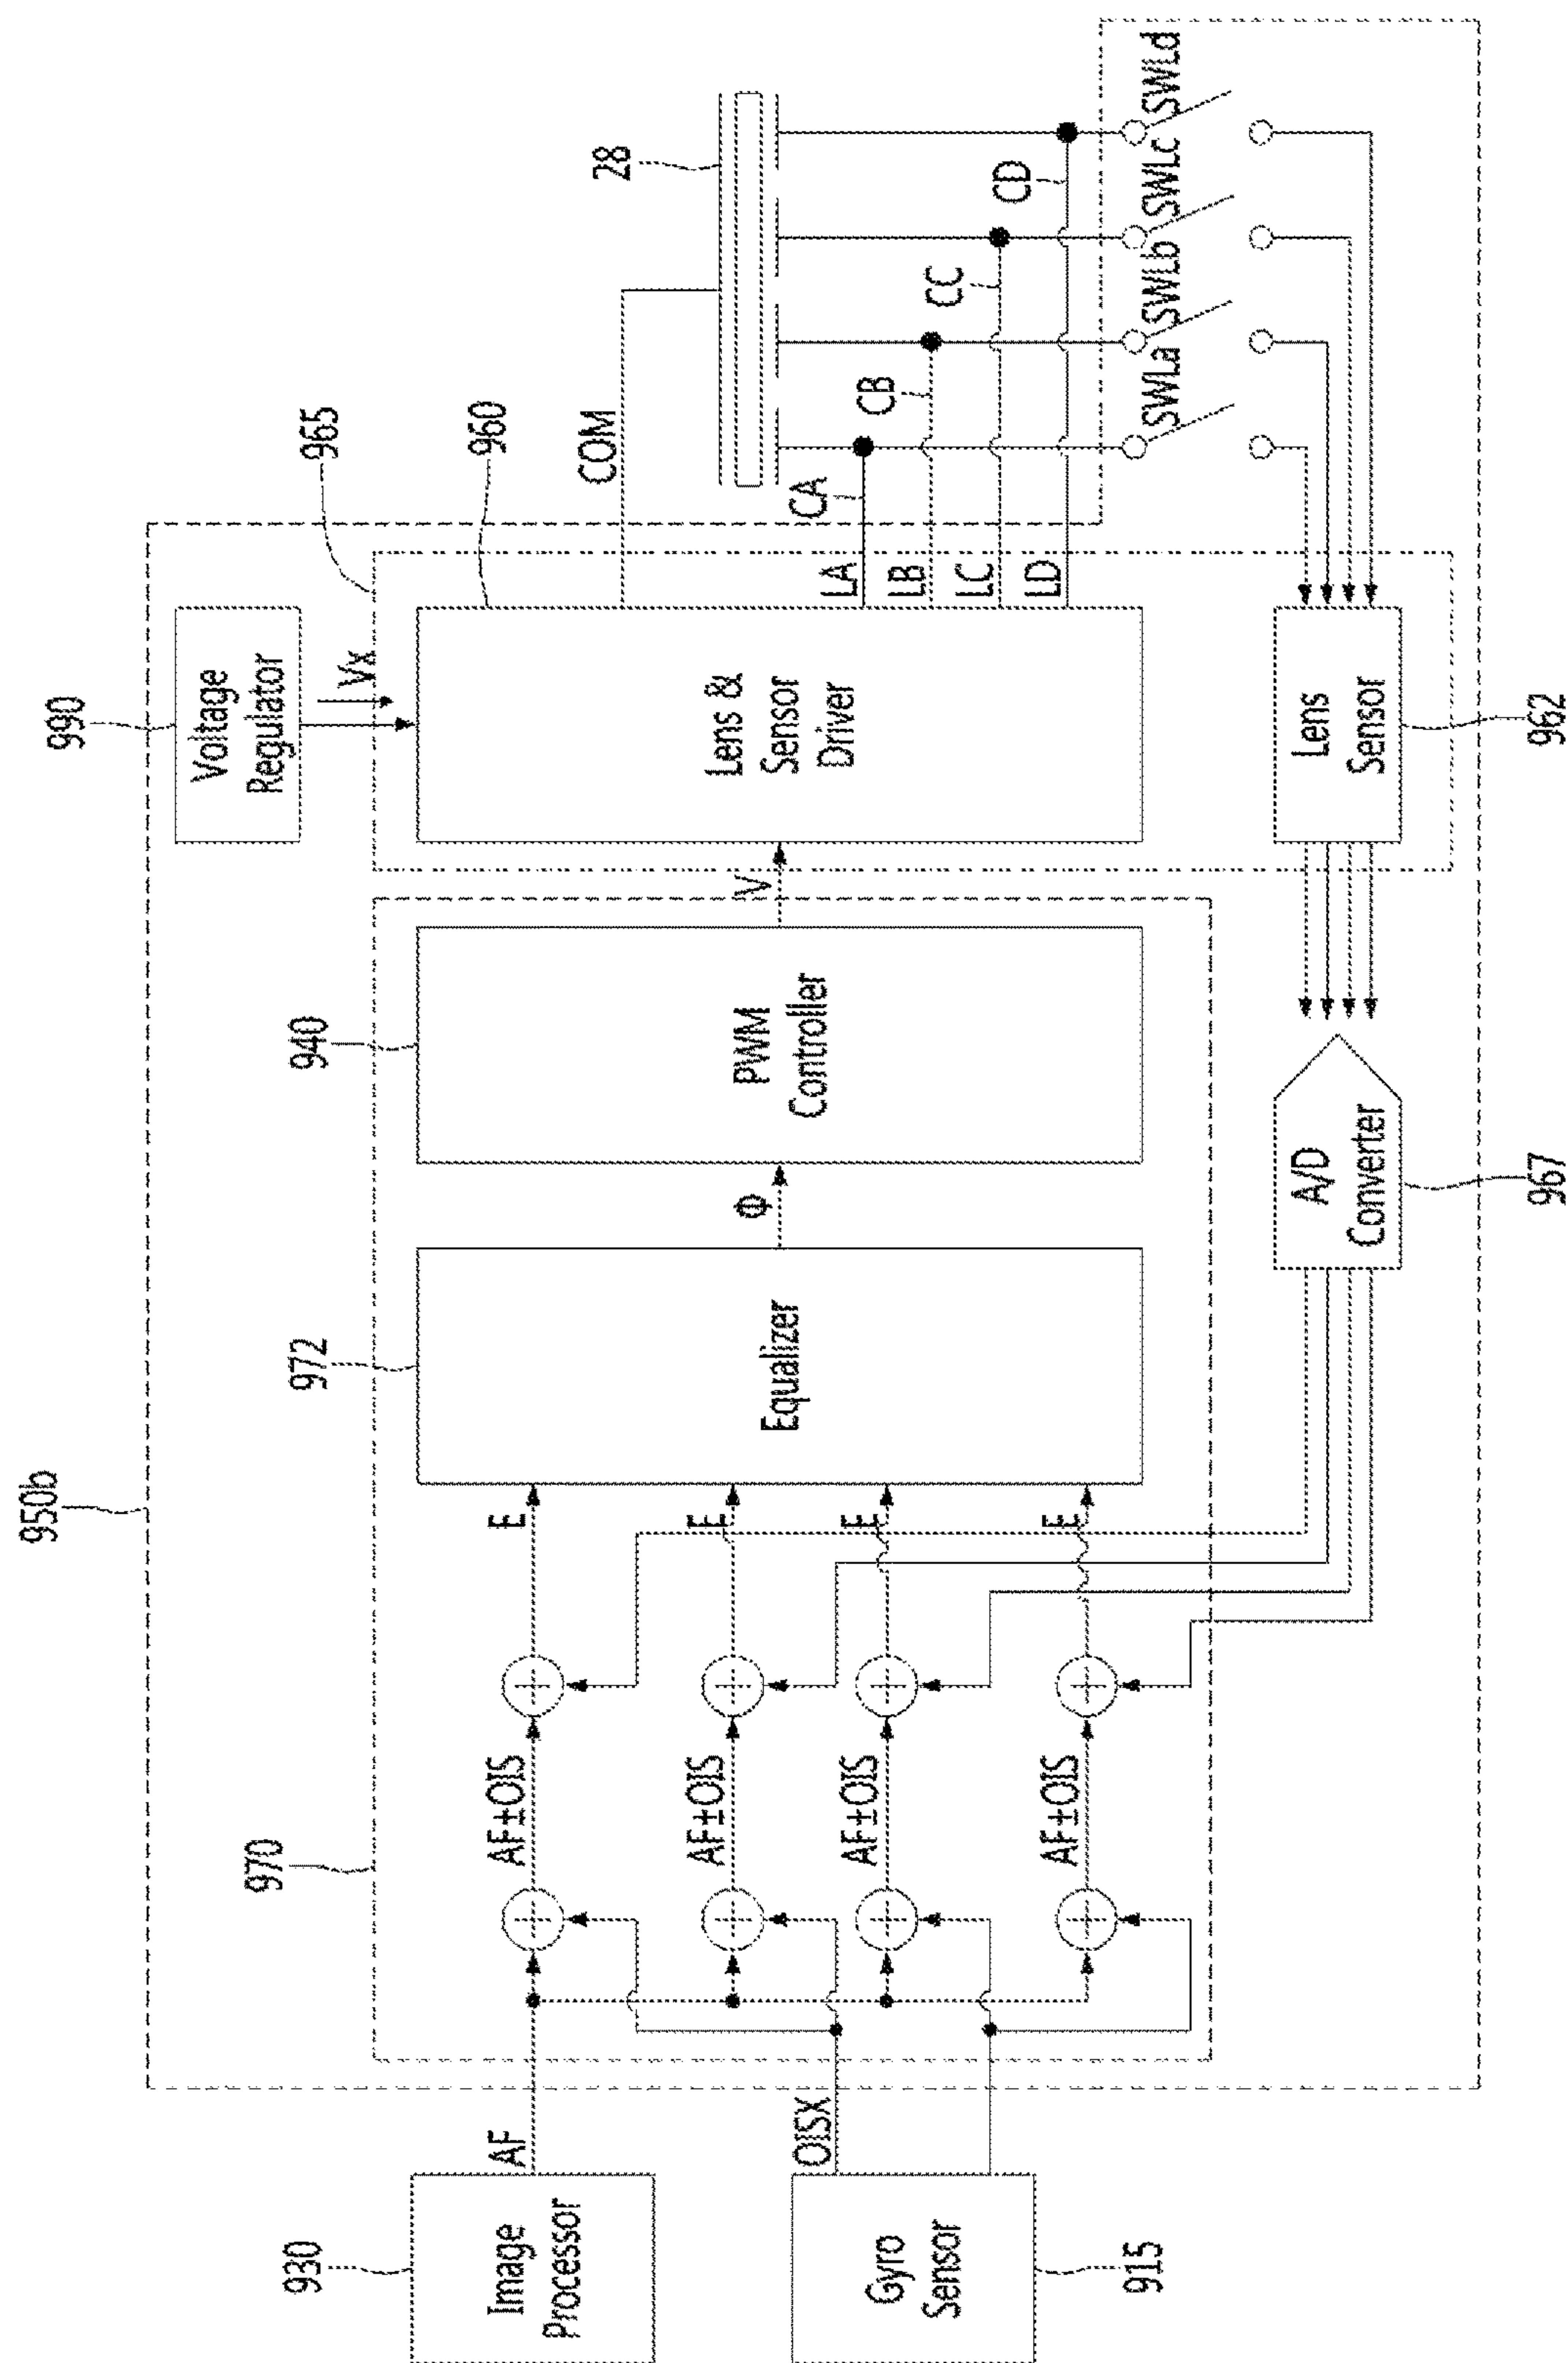 950b
990
Voltage
Regulator
Vx
965
960
COM
28
970
972
940
Image
Processor
930
AF
AF±OIS
E
AF±OIS
E
AF±OIS
E
AF±OIS
E
Equalizer
Φ
PWM
Controller
V
Lens &
Sensor
Driver
LA
LB
LC
LD
CA
CB
CC
CD
Gyro
Sensor
915
OISX
SWLa
SWLb
SWLc
SWLd
A/D
Converter
967
Lens
Sensor
962